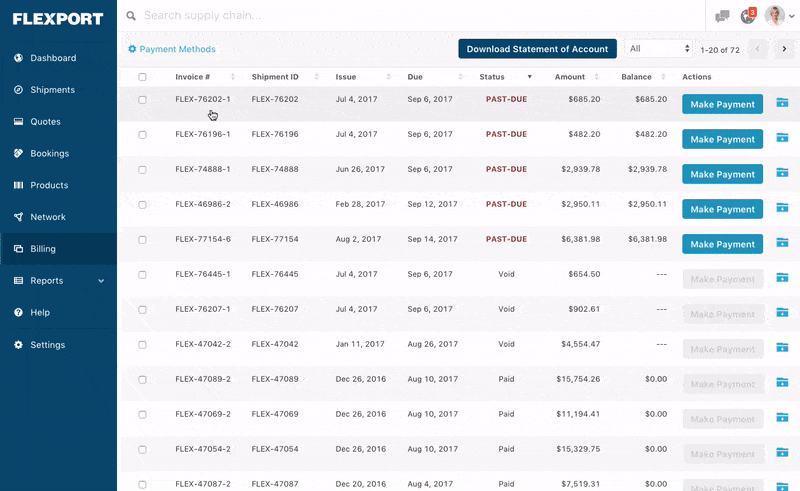 FLEXPORT
Search supply chain...
3
Dashboard
Shipments
Quotes
Bookings
Products
Network
Billing
Reports
Help
Settings
Payment Methods
Download Statement of Account
All
1-20 of 72
Invoice # Shipment ID Issue Due Status Amount Balance Actions
FLEX-76202-1 FLEX-76202 Jul 4, 2017 Sep 6, 2017 PAST-DUE $685.20 $685.20 Make Payment
FLEX-76196-1 FLEX-76196 Jul 4, 2017 Sep 6, 2017 PAST-DUE $482.20 $482.20 Make Payment
FLEX-74888-1 FLEX-74888 Jun 26, 2017 Sep 6, 2017 PAST-DUE $2,939.78 $2,939.78 Make Payment
FLEX-46986-2 FLEX-46986 Feb 28, 2017 Sep 12, 2017 PAST-DUE $2,950.11 $2,950.11 Make Payment
FLEX-77154-6 FLEX-77154 Aug 2, 2017 Sep 14, 2017 PAST-DUE $6,381.98 $6,381.98 Make Payment
FLEX-76445-1 FLEX-76445 Jul 4, 2017 Sep 6, 2017 Void $654.50 --- Make Payment
FLEX-76207-1 FLEX-76207 Jul 4, 2017 Sep 6, 2017 Void $902.61 --- Make Payment
FLEX-47042-2 FLEX-47042 Jan 11, 2017 Aug 26, 2017 Void $4,554.47 --- Make Payment
FLEX-47089-2 FLEX-47089 Dec 26, 2016 Aug 10, 2017 Paid $15,754.26 $0.00 Make Payment
FLEX-47069-2 FLEX-47069 Dec 26, 2016 Aug 10, 2017 Paid $11,194.41 $0.00 Make Payment
FLEX-47054-2 FLEX-47054 Dec 26, 2016 Aug 10, 2017 Paid $15,329.75 $0.00 Make Payment
FLEX-47087-2 FLEX-47087 Dec 20, 2016 Aug 4, 2017 Paid $7,519.31 $0.00 Make Payment